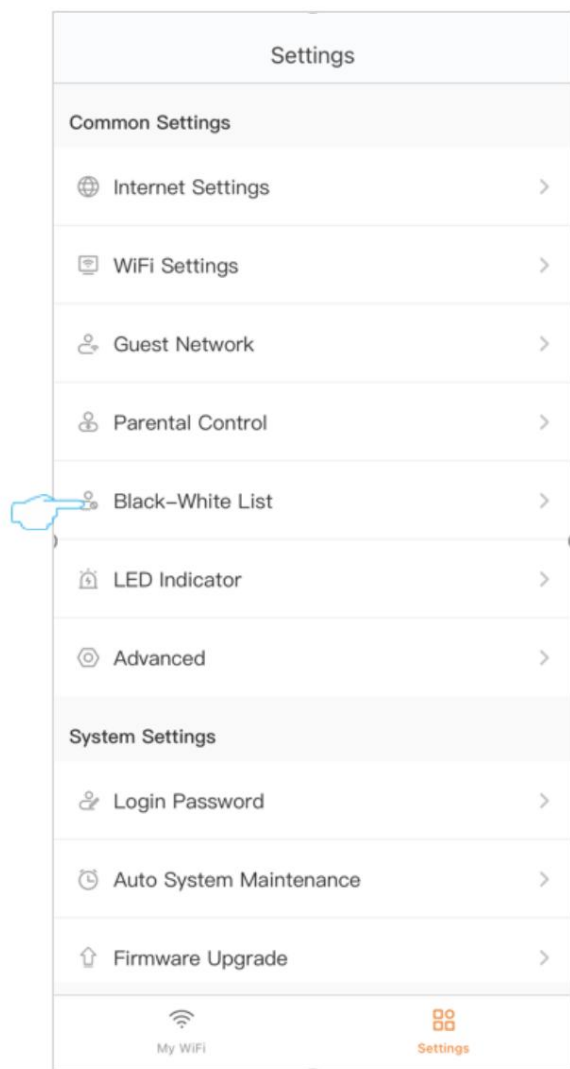 Settings
Common Settings
Internet Settings
WiFi Settings
Guest Network
Parental Control
Black-White List
LED Indicator
Advanced
System Settings
Login Password
Auto System Maintenance
Firmware Upgrade
My WiFi
Settings